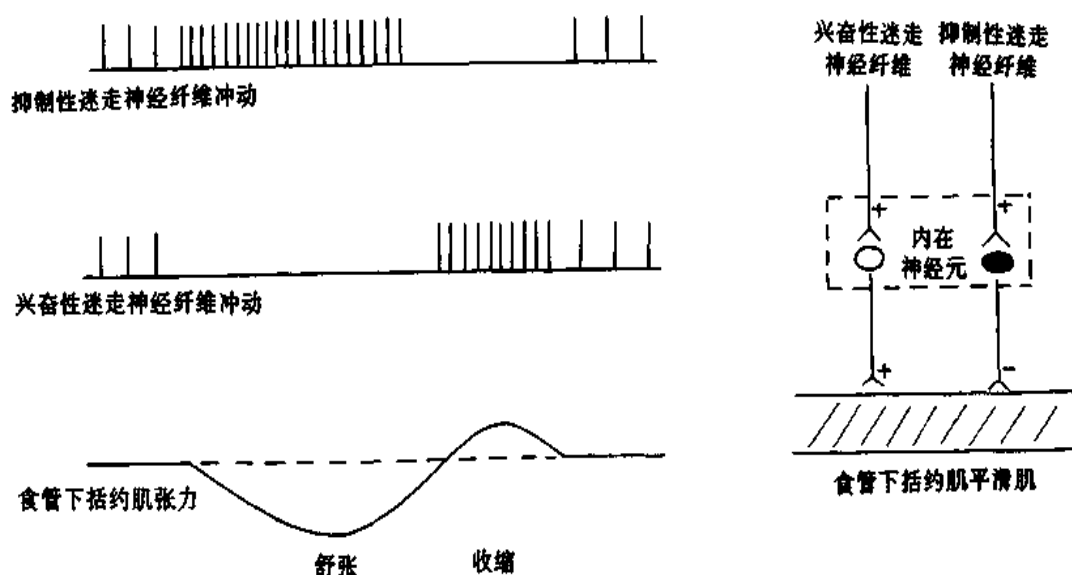 抑制性迷走神经纤维冲动
兴奋性迷走神经纤维冲动
食管下括约肌张力
舒张
收缩
兴奋性迷走
神经纤维
抑制性迷走
神经纤维
+
+
内在
神经元
+
-
食管下括约肌平滑肌